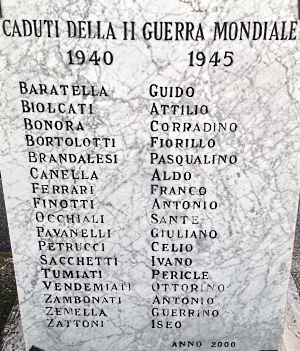 CADUTI DELLA II GUERRA MONDIALE
1940 1945
BARATELLA GUIDO
BIOLCATI ATTILIO
BONORA CORRADINO
BORTOLOTTI FIORILLO
BRANDALESI PASQUALINO
CANELLA ALDO
FERRARI FRANCO
FINOTTI ANTONIO
OCCHIALI SANTE
PAVANELLI GIULIANO
PETRUCCI CELIO
SACCHETTI IVANO
TUMIATI PERICLE
VENDEMIATI OTTORINO
ZAMBONATI ANTONIO
ZEMELLA GUERRINO
ZATTONI ISEO
ANNO 2000